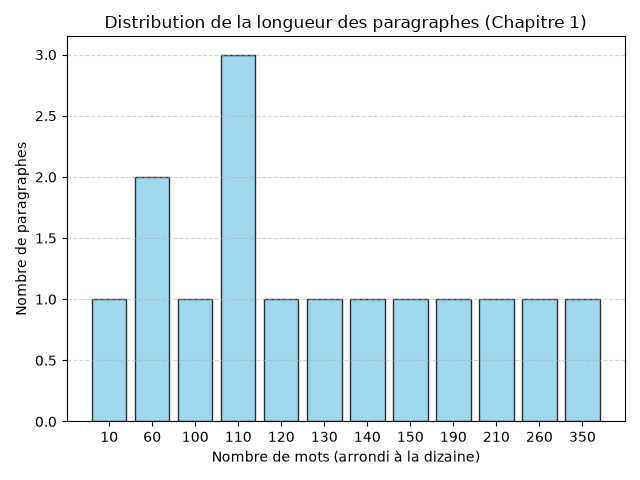 Distribution de la longueur des paragraphes (Chapitre 1)
Nombre de paragraphes
3.0
2.5
2.0
1.5
1.0
0.5
0.0
10 60 100 110 120 130 140 150 190 210 260 350
Nombre de mots (arrondi à la dizaine)